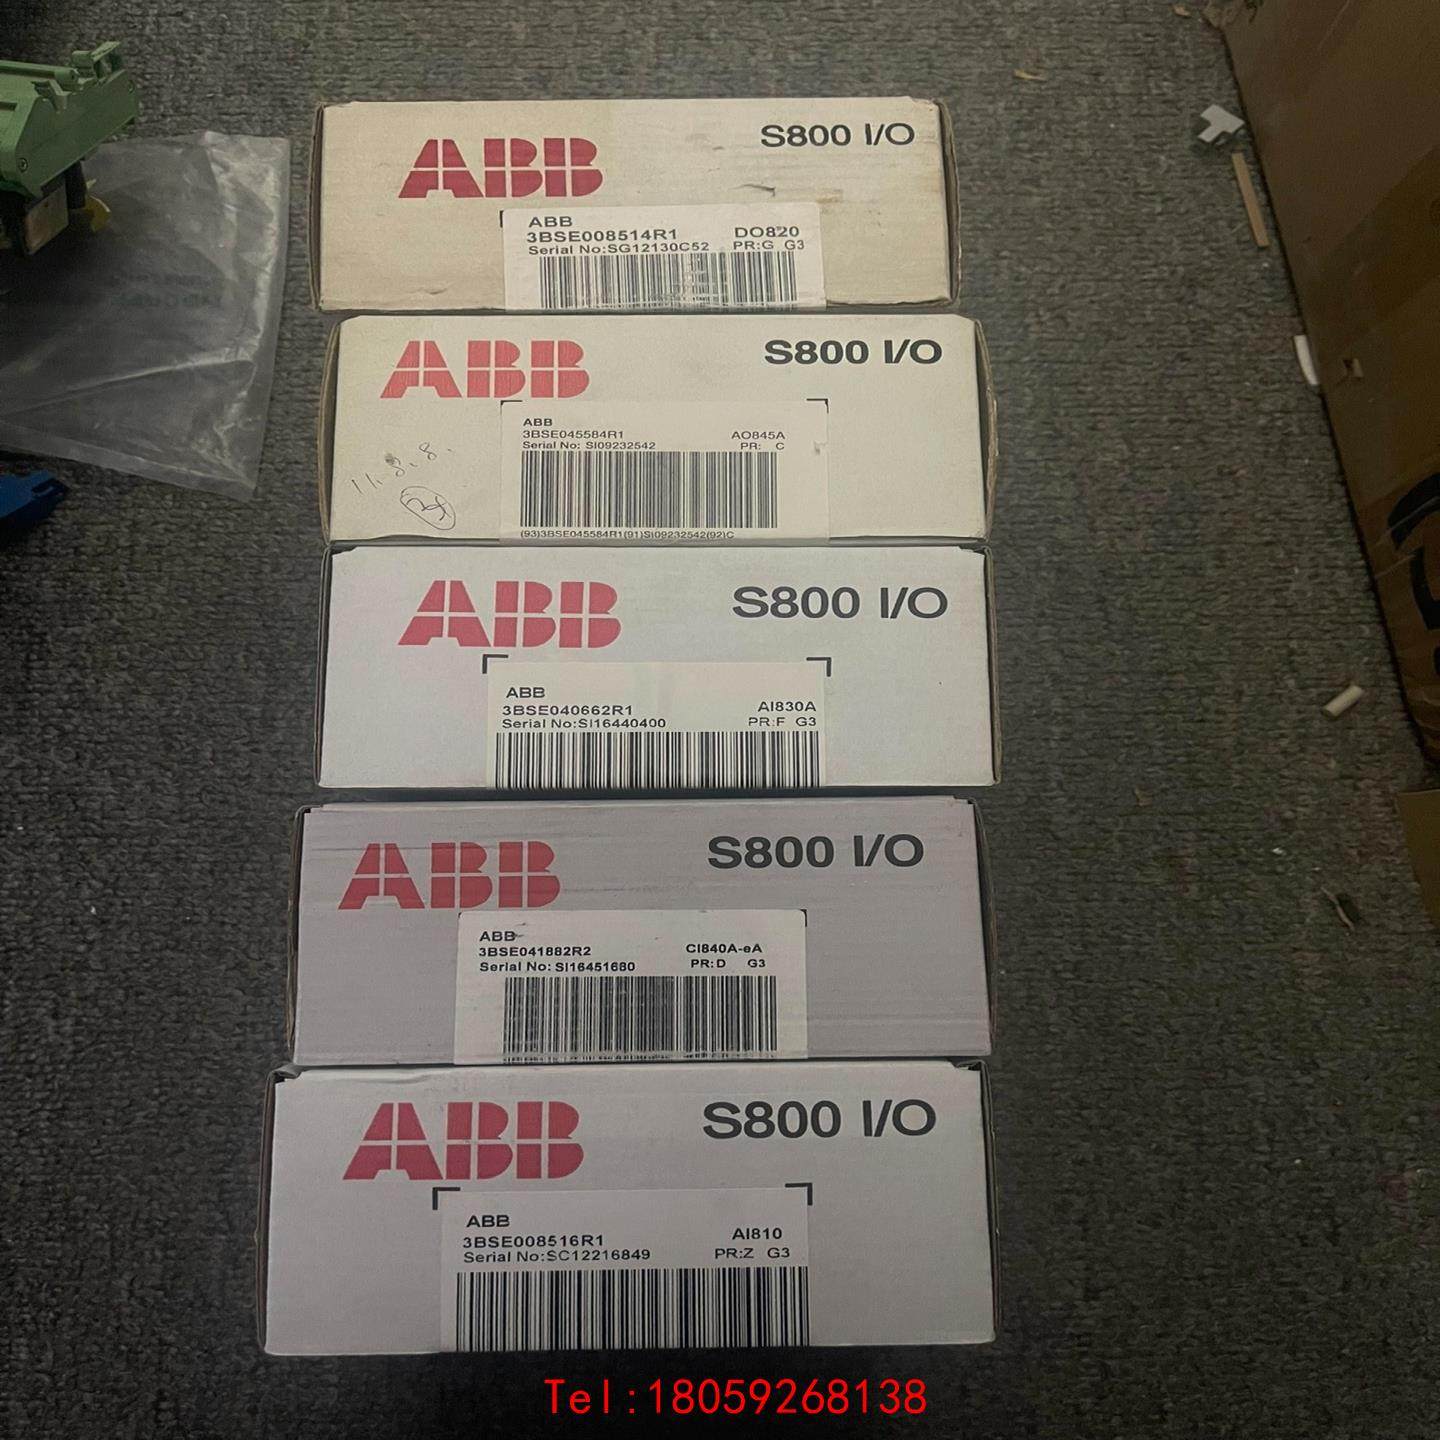 ABB
S800 I/O
ABB
3BSE008514R1 DO820
Serial No:SG12130C52 PR:G G3
ABB
S800 I/O
ABB
3BSE045584R1 AO845A
Serial No: SI09232542 PR: C
(93)3BSE045584R1(91)SI09232542(92)C
11.8.8.
ABB
S800 I/O
ABB
3BSE040662R1 AI830A
Serial No:SI16440400 PR:F G3
ABB
S800 I/O
ABB
3BSE041882R2 CI840A-eA
Serial No: SI16451680 PR:D G3
ABB
S800 I/O
ABB
3BSE008516R1 AI810
Serial No:SC12216849 PR:Z G3
Tel:18059268138